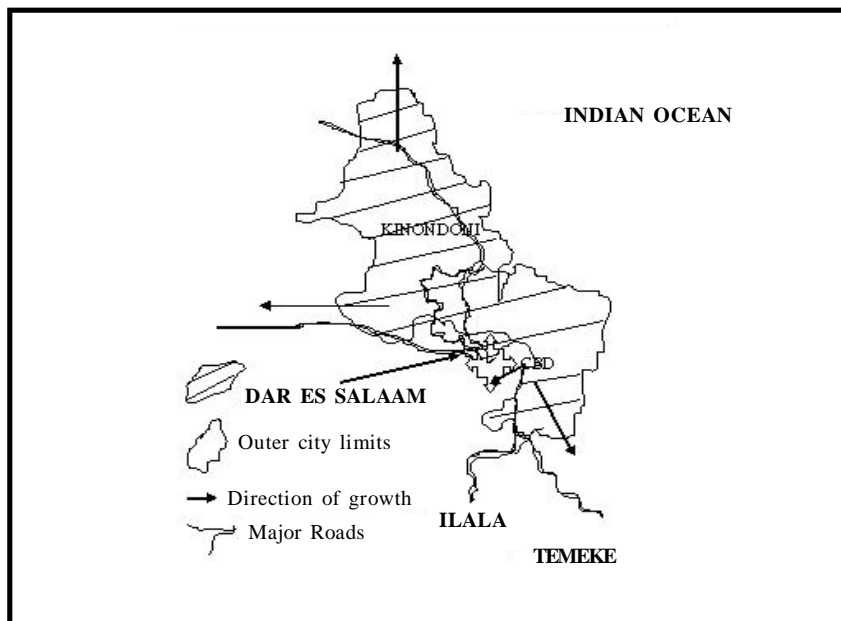 INDIAN OCEAN
KINONDONI
CBD
DAR ES SALAAM
Outer city limits
Direction of growth
Major Roads
ILALA
TEMEKE